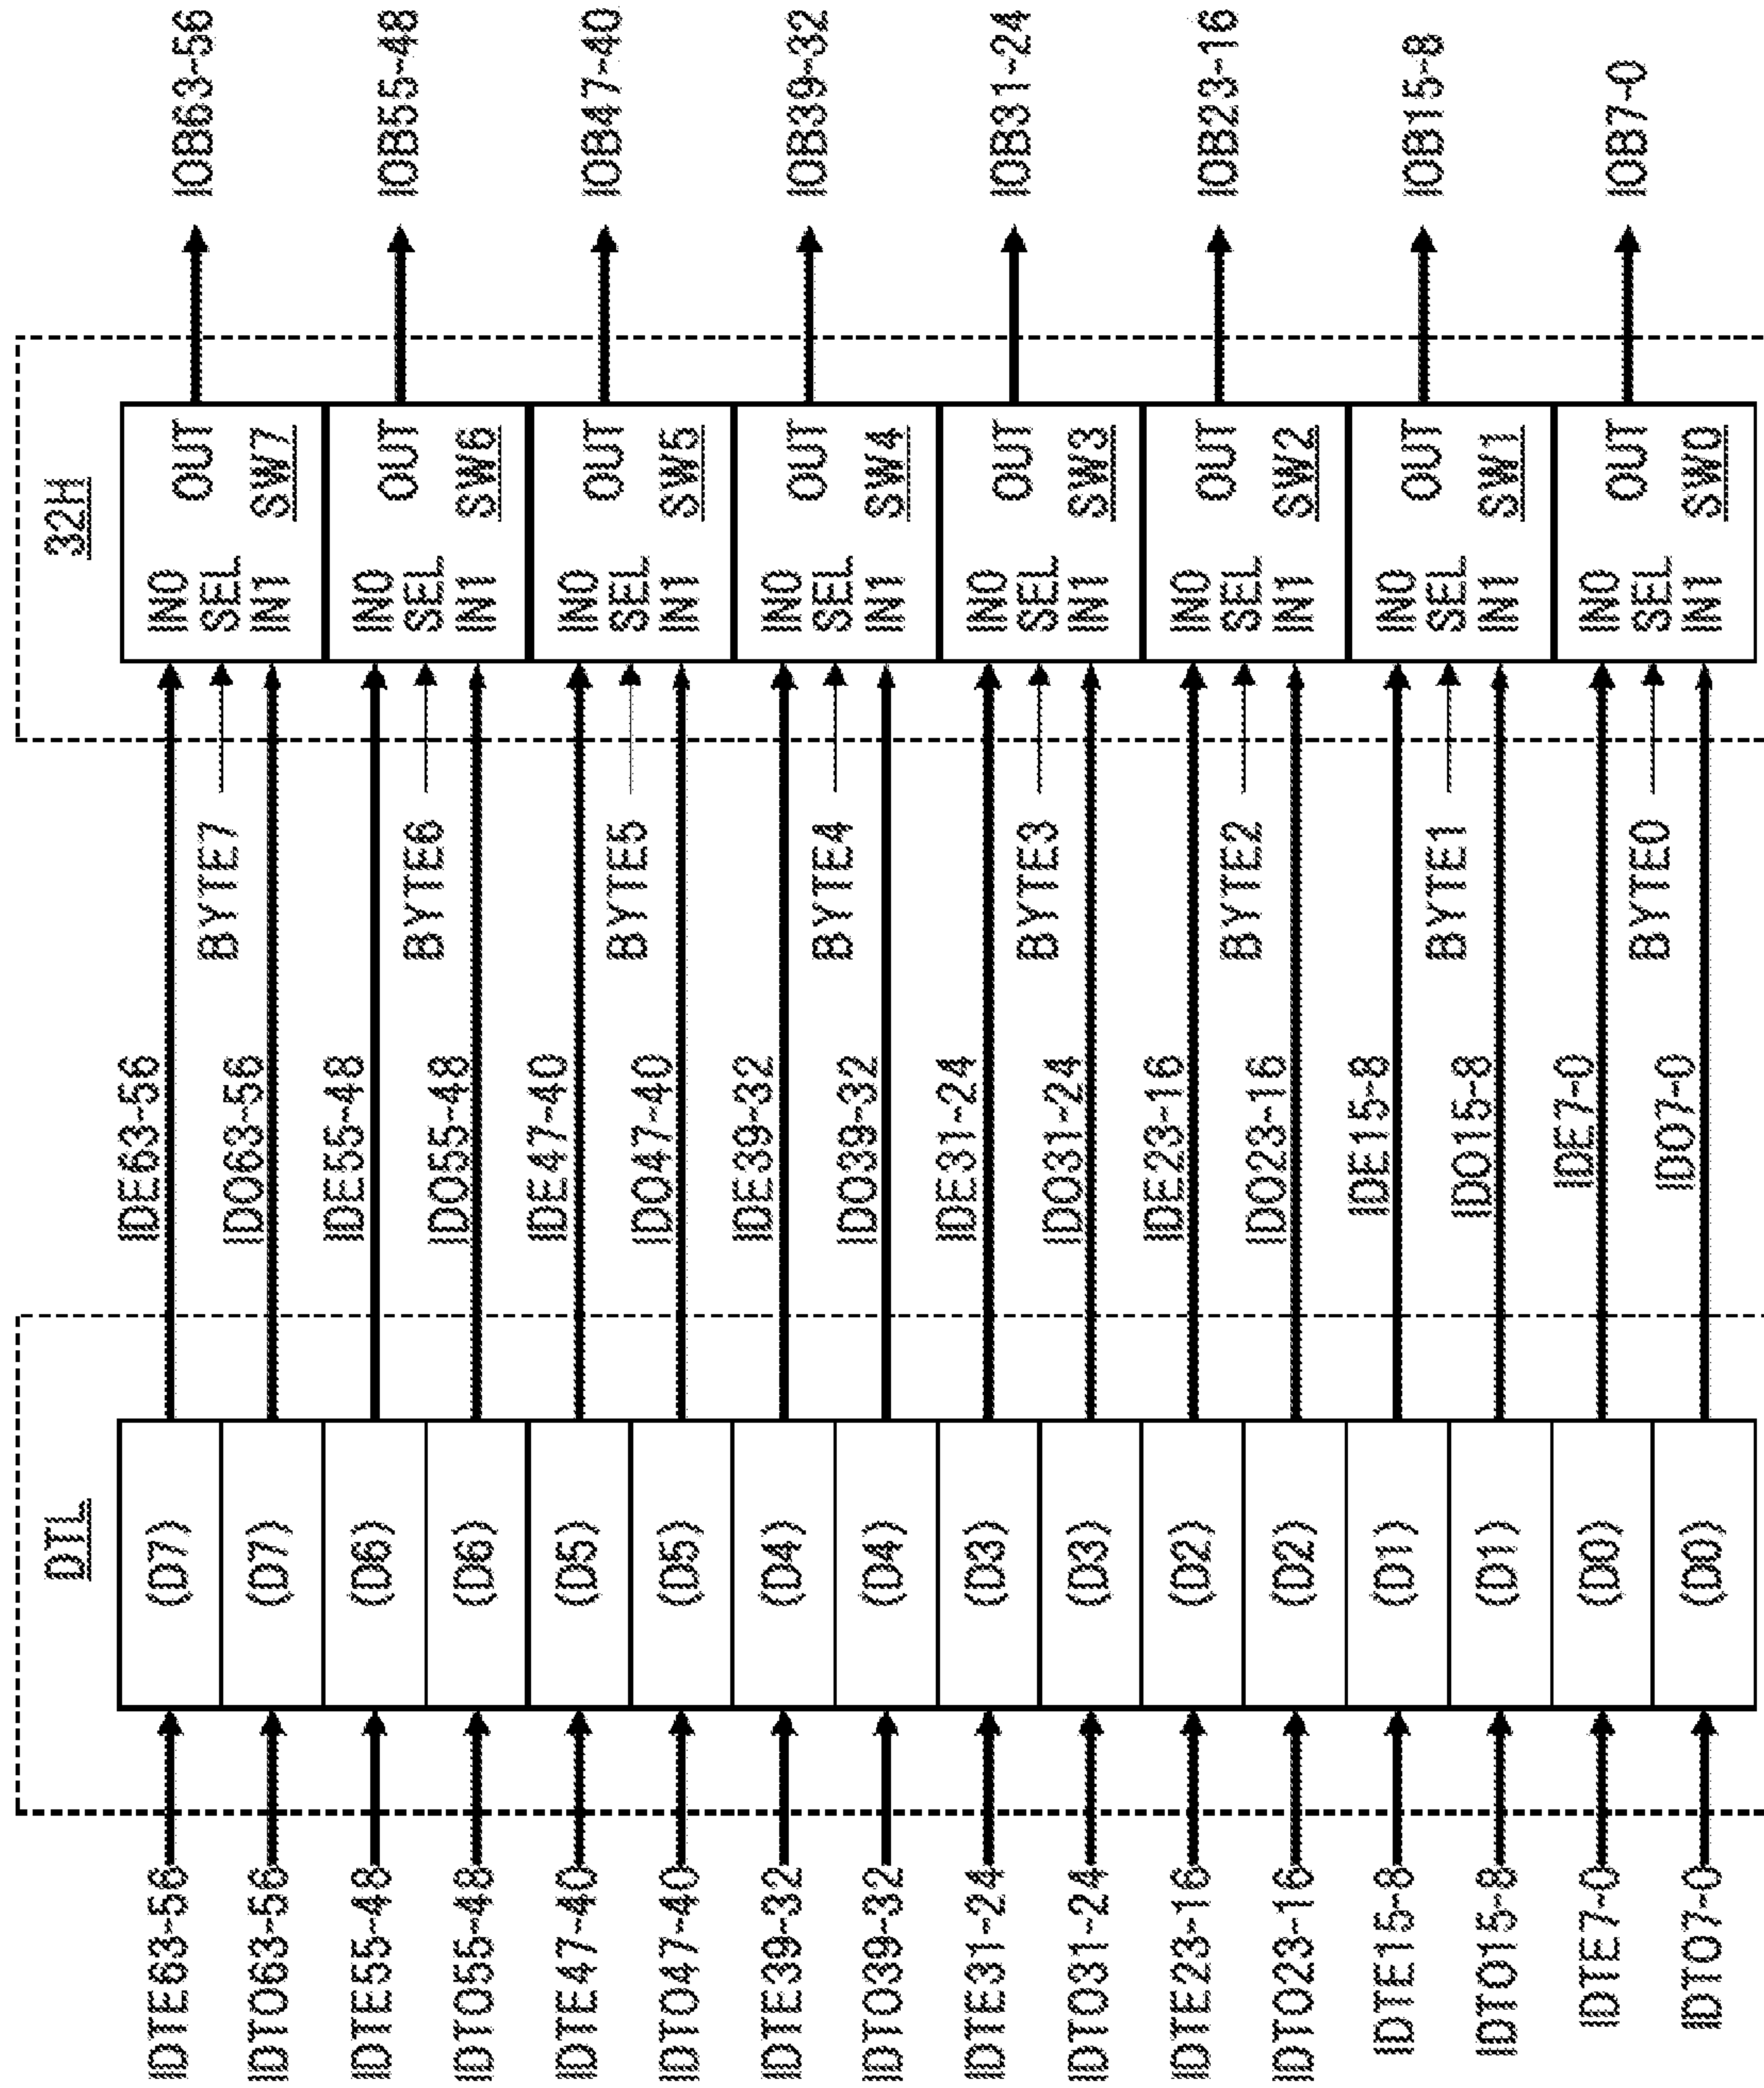 DTL
32H
IDTE63-56
(D7)
IDE63-56
IN0
OUT
IOB63-56
BYTE7
SEL
IDTO63-56
(D7)
IDO63-56
IN1
SW7
IDTE55-48
(D6)
IDE55-48
IN0
OUT
IOB55-48
BYTE6
SEL
IDTO55-48
(D6)
IDO55-48
IN1
SW6
IDTE47-40
(D5)
IDE47-40
IN0
OUT
IOB47-40
BYTE5
SEL
IDTO47-40
(D5)
IDO47-40
IN1
SW5
IDTE39-32
(D4)
IDE39-32
IN0
OUT
IOB39-32
BYTE4
SEL
IDTO39-32
(D4)
IDO39-32
IN1
SW4
IDTE31-24
(D3)
IDE31-24
IN0
OUT
IOB31-24
BYTE3
SEL
IDTO31-24
(D3)
IDO31-24
IN1
SW3
IDTE23-16
(D2)
IDE23-16
IN0
OUT
IOB23-16
BYTE2
SEL
IDTO23-16
(D2)
IDO23-16
IN1
SW2
IDTE15-8
(D1)
IDE15-8
IN0
OUT
IOB15-8
BYTE1
SEL
IDTO15-8
(D1)
IDO15-8
IN1
SW1
IDTE7-0
(D0)
IDE7-0
IN0
OUT
IOB7-0
BYTE0
SEL
IDTO7-0
(D0)
IDO7-0
IN1
SW0